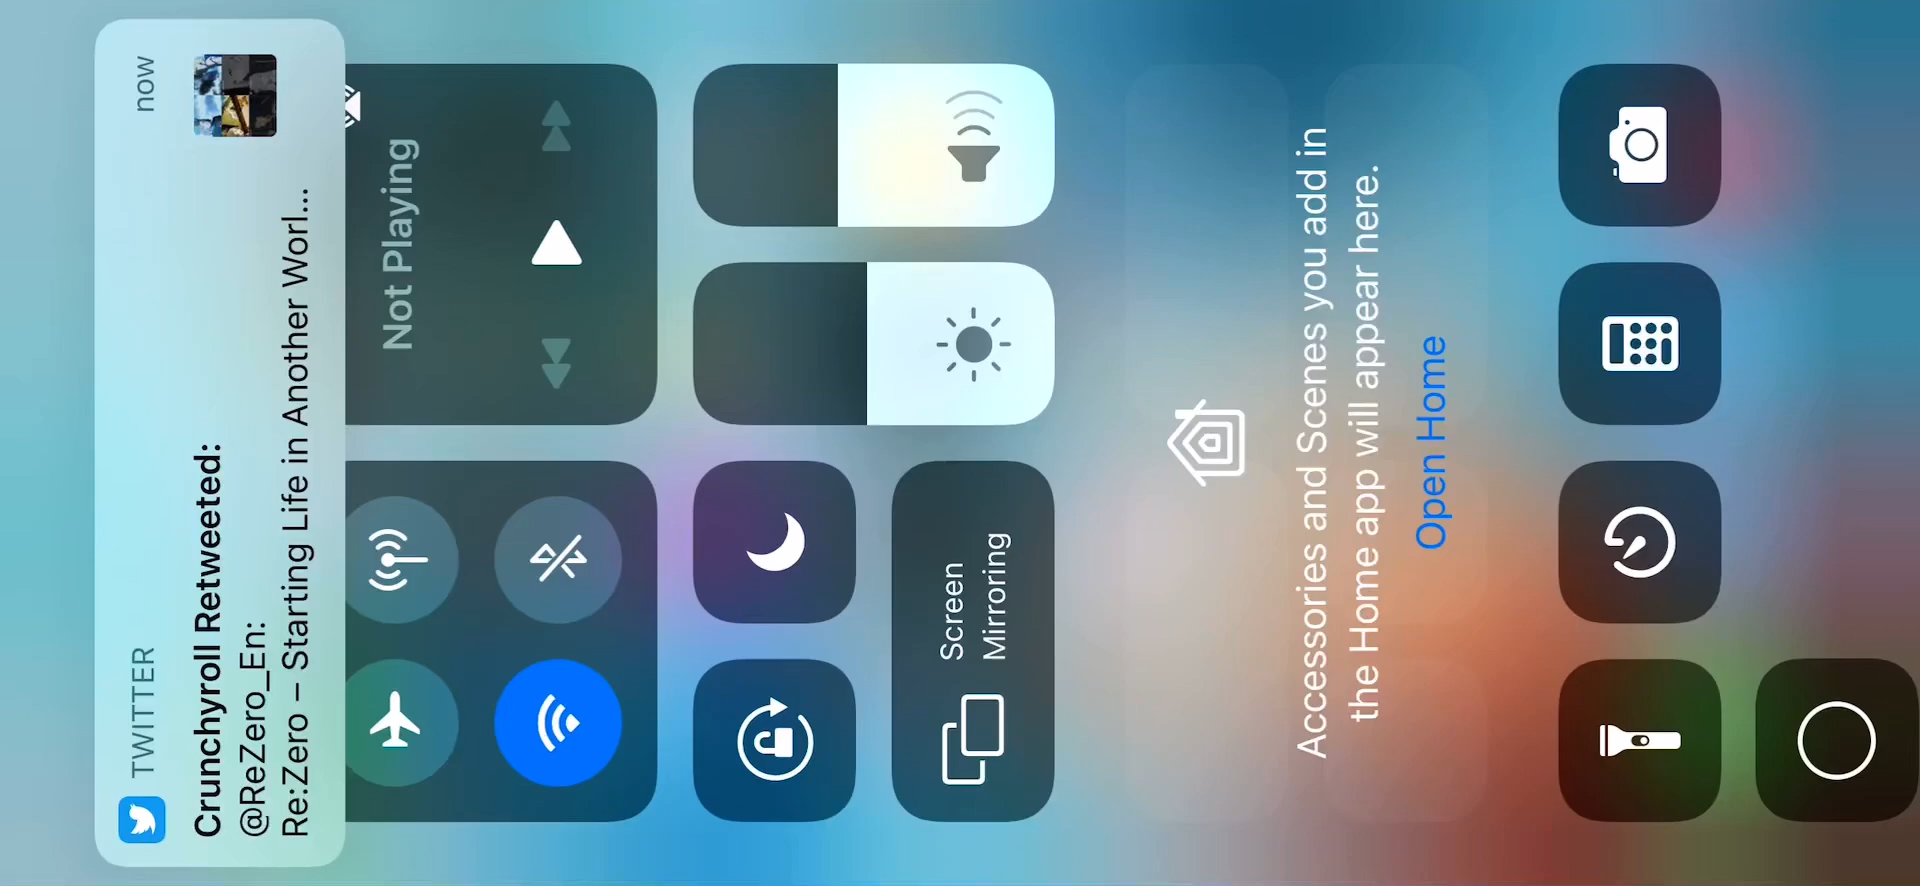 TWITTER
now
Crunchyroll Retweeted:
@ReZero_En:
Re:Zero – Starting Life in Another Worl...
Not Playing
Screen
Mirroring
Accessories and Scenes you add in
the Home app will appear here.
Open Home